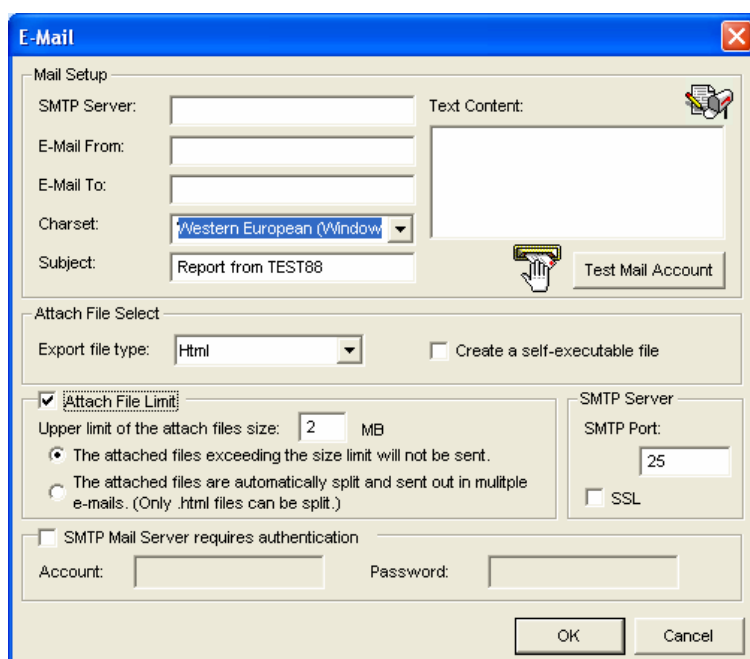 E-Mail
Mail Setup
SMTP Server:
Text Content:
E-Mail From:
E-Mail To:
Charset:
Western European (Window
Subject:
Report from TEST88
Test Mail Account
Attach File Select
Export file type:
Html
Create a self-executable file
Attach File Limit
Upper limit of the attach files size:
2
MB
The attached files exceeding the size limit will not be sent.
The attached files are automatically split and sent out in mulitple
e-mails. (Only .html files can be split.)
SMTP Server
SMTP Port:
25
SSL
SMTP Mail Server requires authentication
Account:
Password:
OK
Cancel